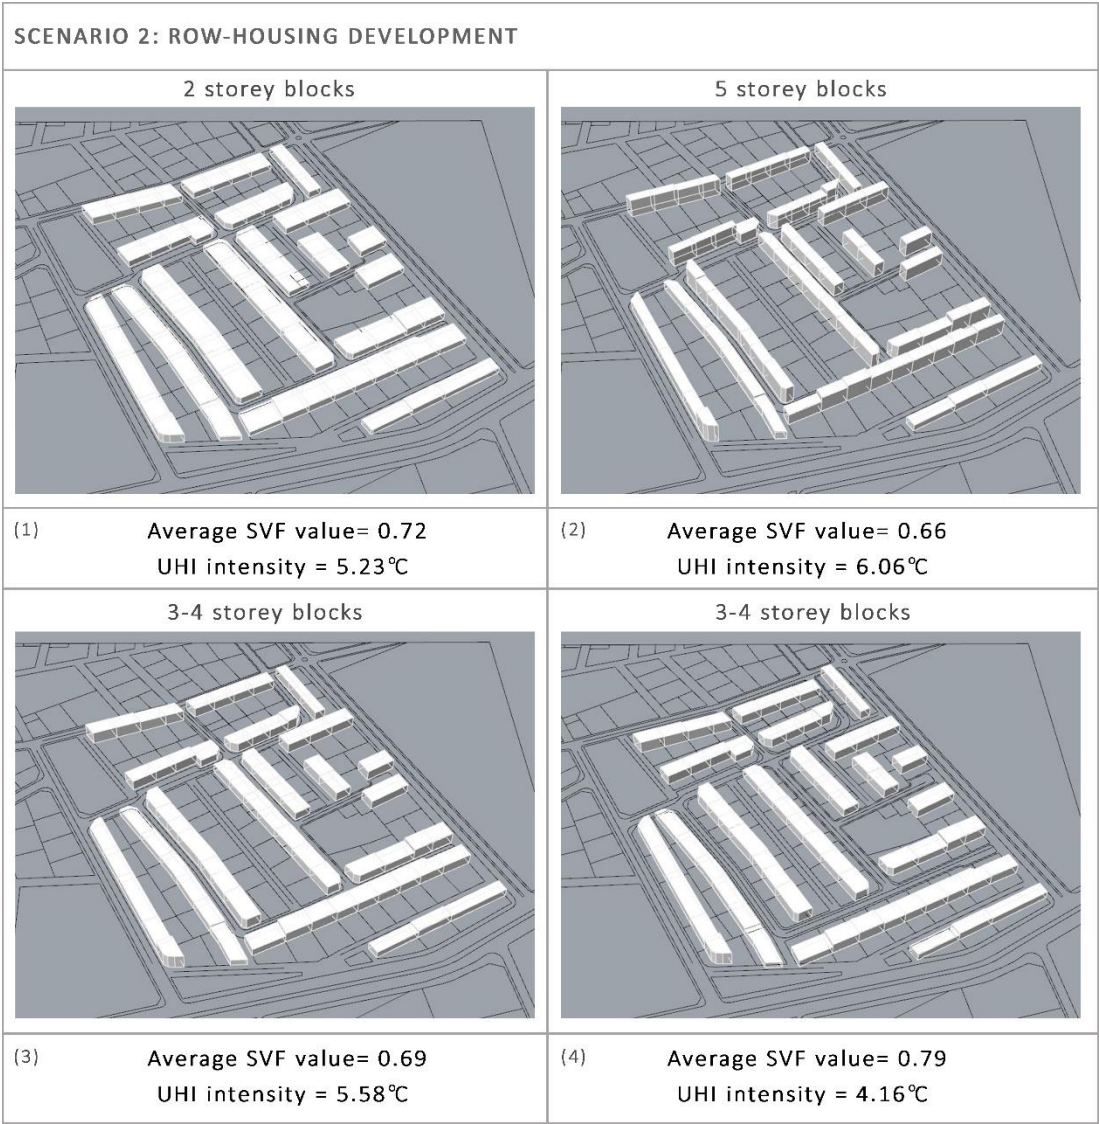 SCENARIO 2: ROW-HOUSING DEVELOPMENT
2 storey blocks
5 storey blocks
(1) Average SVF value= 0.72
UHI intensity = 5.23℃
(2) Average SVF value= 0.66
UHI intensity = 6.06℃
3-4 storey blocks
3-4 storey blocks
(3) Average SVF value= 0.69
UHI intensity = 5.58℃
(4) Average SVF value= 0.79
UHI intensity = 4.16℃